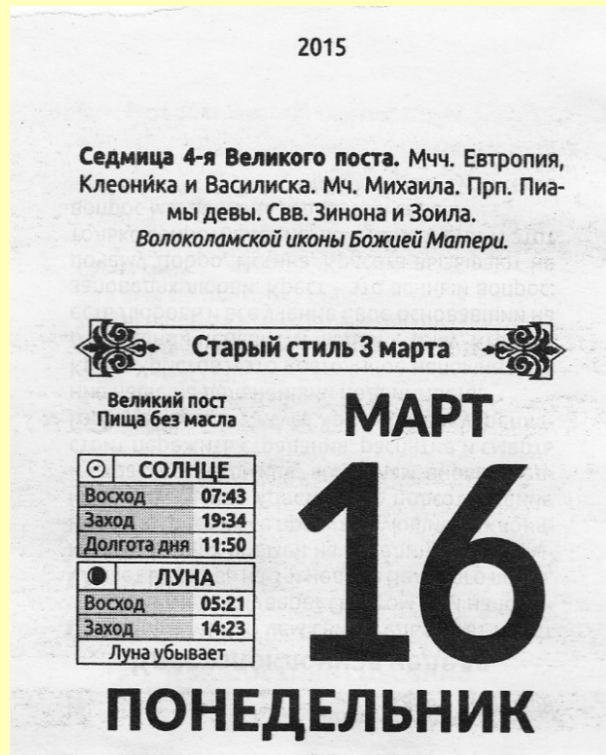 2015
Седмица 4-я Великого поста. Мчч. Евтропия,
Клеони́ка и Василиска. Мч. Михаила. Прп. Пиа-
мы девы. Свв. Зинона и Зоила.
Волоколамской иконы Божией Матери.
Старый стиль 3 марта
Великий пост
Пища без масла
МАРТ
16
СОЛНЦЕ
Восход 07:43
Заход 19:34
Долгота дня 11:50
ЛУНА
Восход 05:21
Заход 14:23
Луна убывает
ПОНЕДЕЛЬНИК